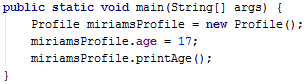 public static void main(String[] args) {
    Profile miriamsProfile = new Profile();
    miriamsProfile.age = 17;
    miriamsProfile.printAge();
}